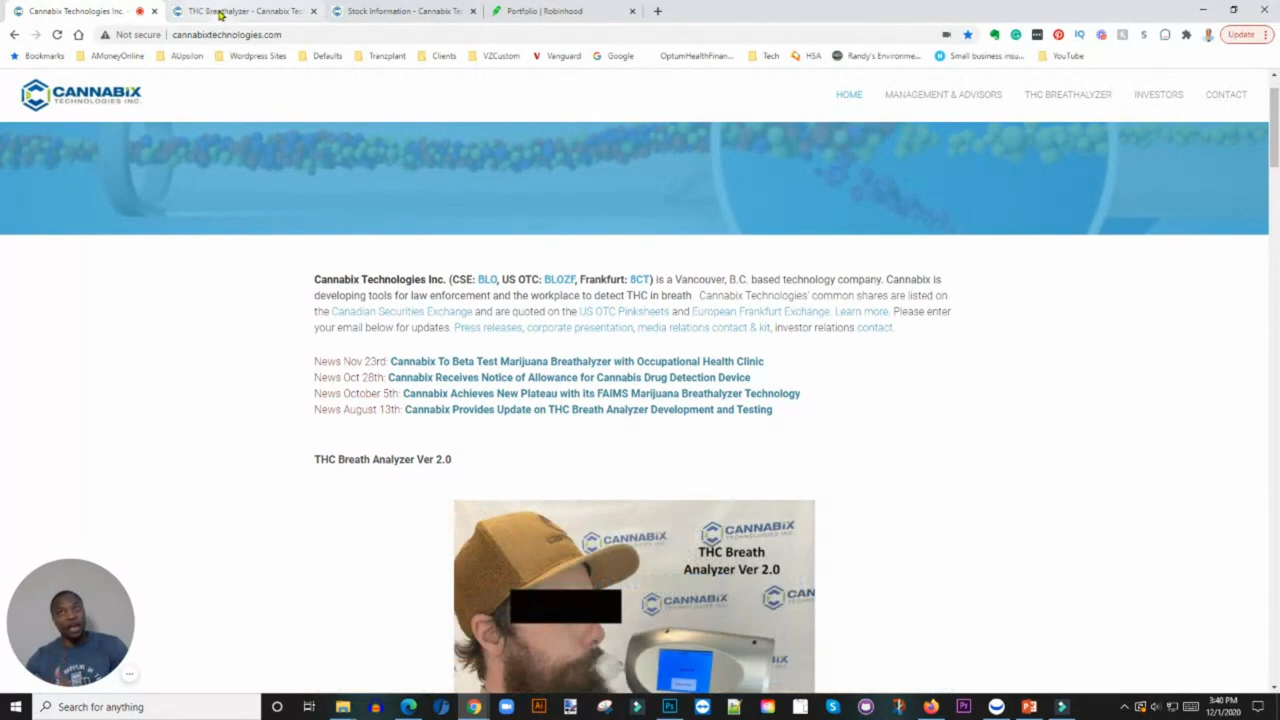 Cannabix Technologies Inc. -
THC Breathalyzer - Cannabix Tec
Stock Information - Cannabix Te
Portfolio | Robinhood
Not secure
cannabixtechnologies.com
Update
Bookmarks
AMoneyOnline
AUpsilon
Wordpress Sites
Defaults
Tranzplant
Clients
VZCustom
Vanguard
Google
OptumHealthFinan...
Tech
HSA
Randy's Environme...
Small business insu...
YouTube
CANNABIX
TECHNOLOGIES INC.
HOME
MANAGEMENT & ADVISORS
THC BREATHALYZER
INVESTORS
CONTACT
Cannabix Technologies Inc. (CSE: BLO, US OTC: BLOZF, Frankfurt: 8CT) is a Vancouver, B.C. based technology company. Cannabix is
developing tools for law enforcement and the workplace to detect THC in breath. Cannabix Technologies' common shares are listed on
the Canadian Securities Exchange and are quoted on the US OTC Pinksheets and European Frankfurt Exchange. Learn more. Please enter
your email below for updates. Press releases, corporate presentation, media relations contact & kit, investor relations contact.
News Nov 23rd: Cannabix To Beta Test Marijuana Breathalyzer with Occupational Health Clinic
News Oct 28th: Cannabix Receives Notice of Allowance for Cannabis Drug Detection Device
News October 5th: Cannabix Achieves New Plateau with its FAIMS Marijuana Breathalyzer Technology
News August 13th: Cannabix Provides Update on THC Breath Analyzer Development and Testing
THC Breath Analyzer Ver 2.0
CANNABIX
CANNABIX
TECHNOLOGIES INC.
THC Breath
Analyzer Ver 2.0
CANNABIX
CANNABIX
Search for anything
3:40 PM
12/1/2020